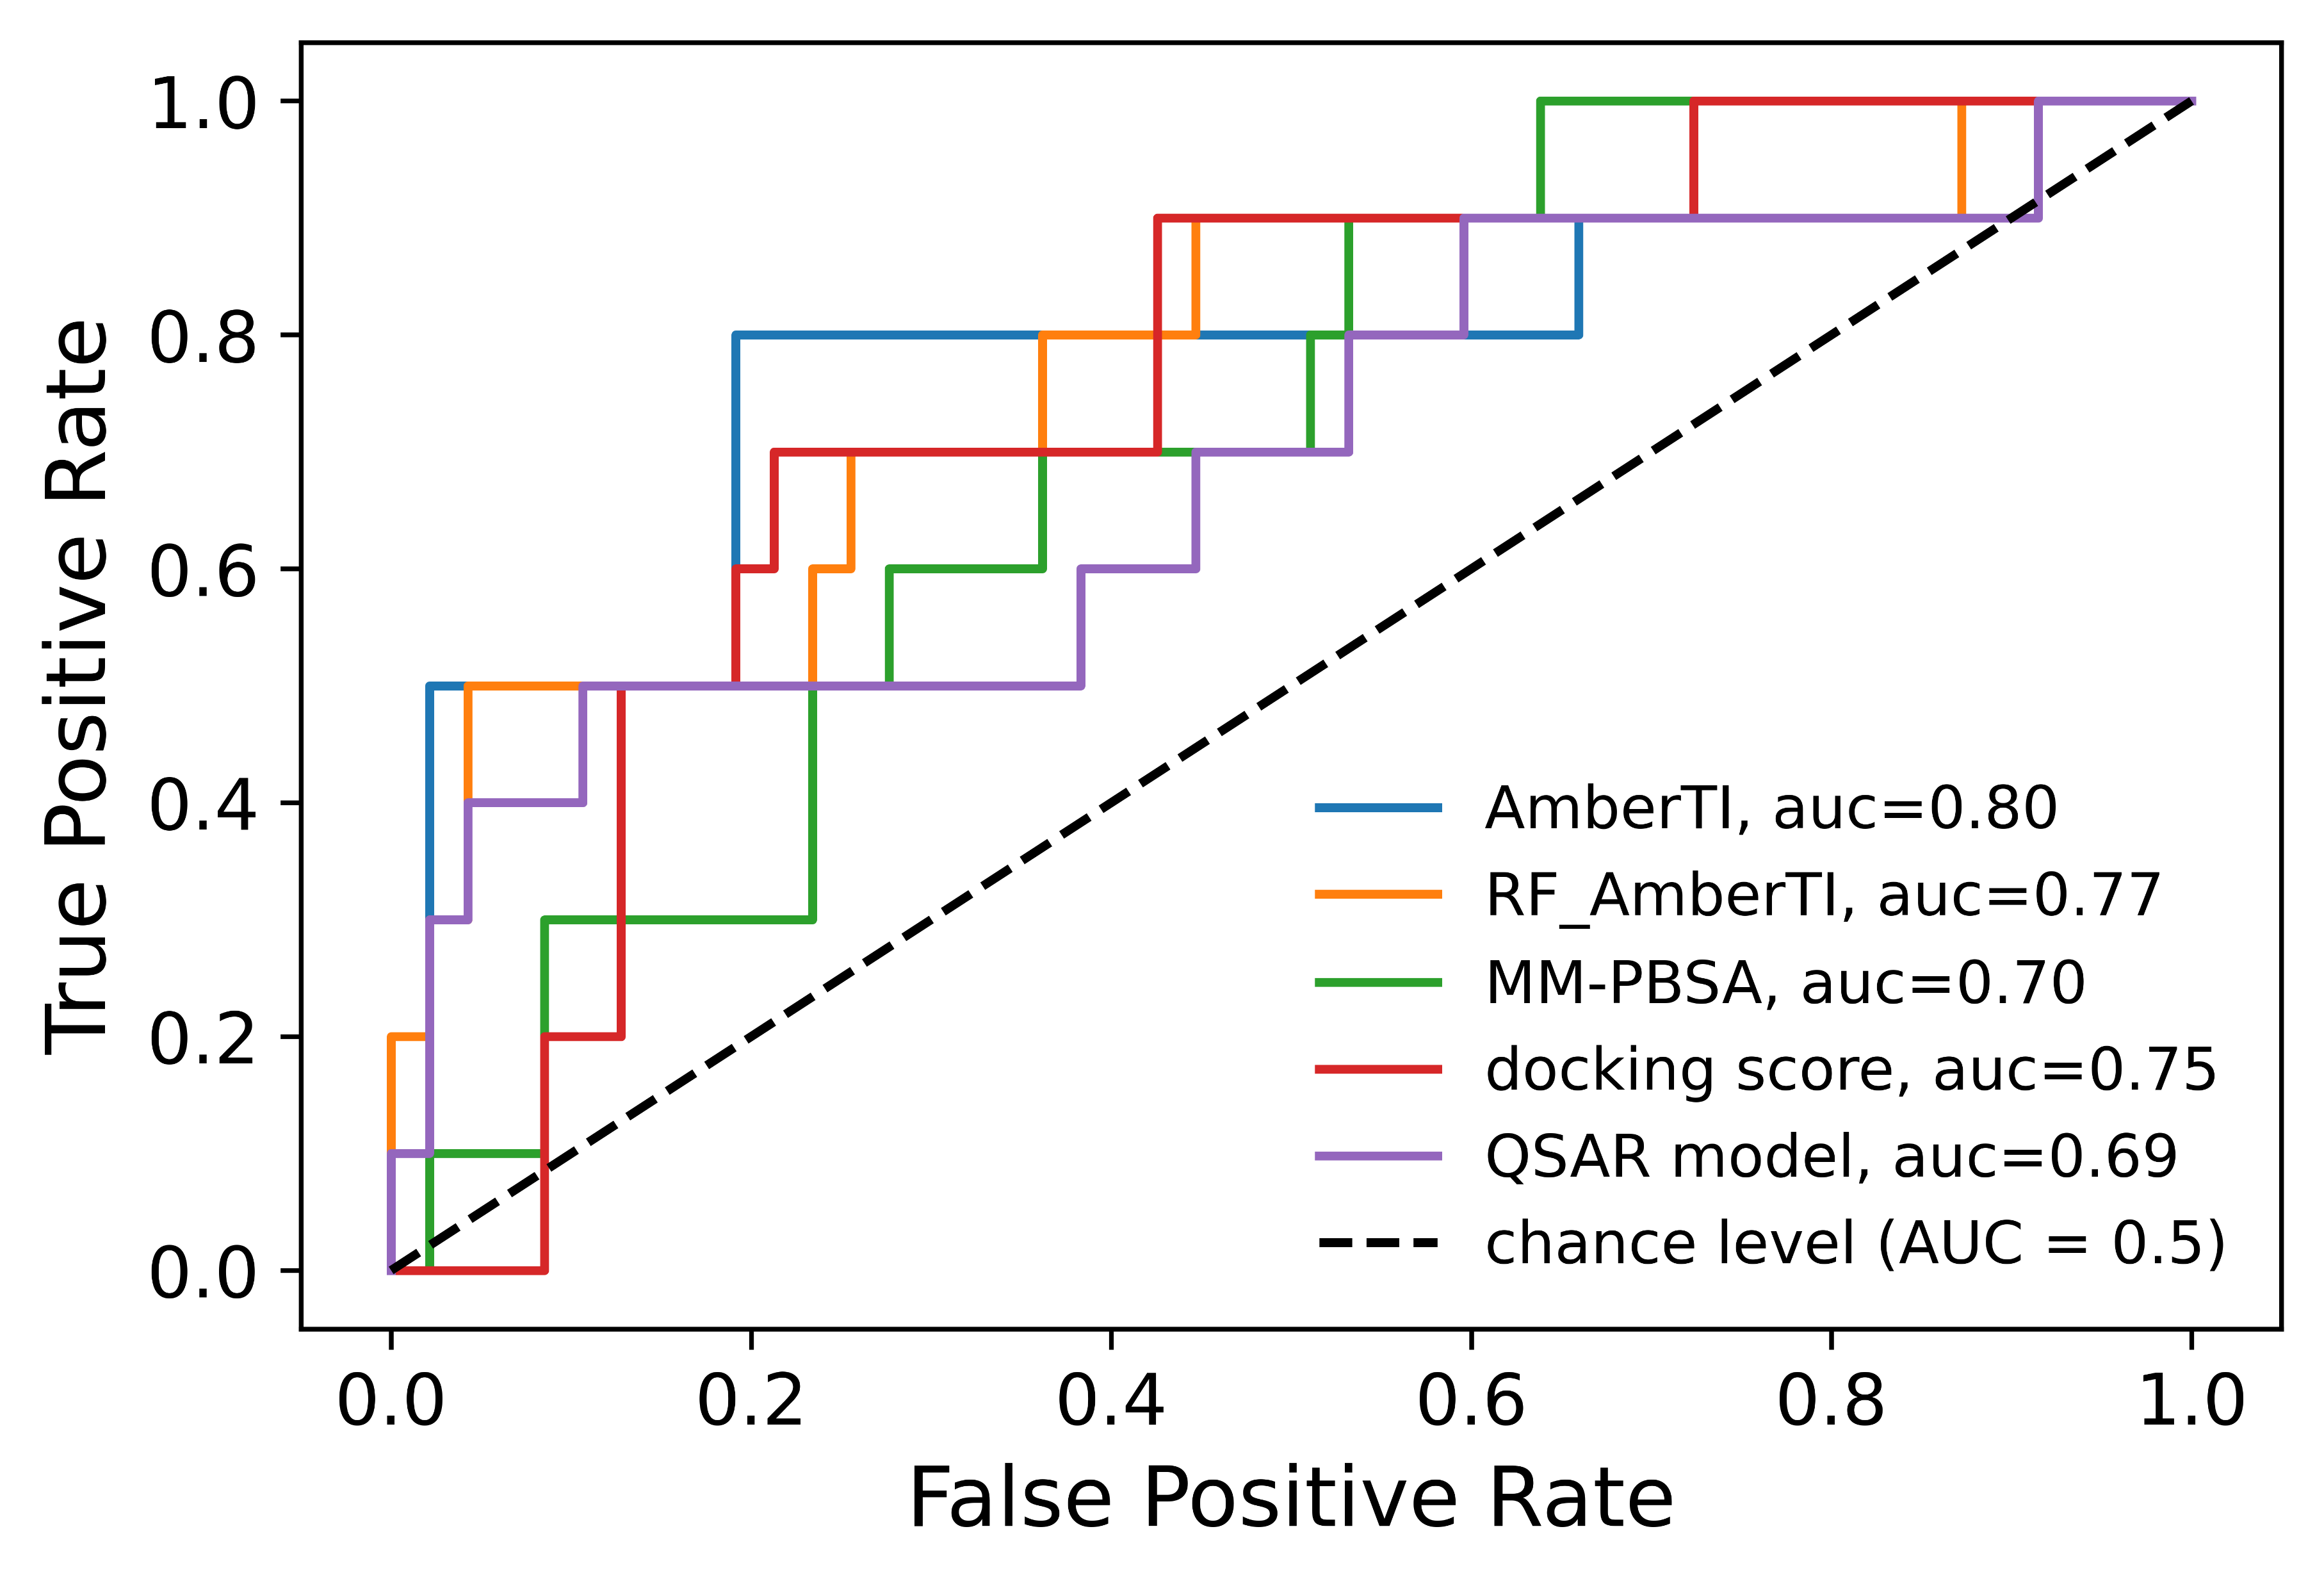 True Positive Rate
1.0
0.8
0.6
0.4
0.2
0.0
AmberTI, auc=0.80
RF_AmberTI, auc=0.77
MM-PBSA, auc=0.70
docking score, auc=0.75
QSAR model, auc=0.69
chance level (AUC = 0.5)
0.0 0.2 0.4 0.6 0.8 1.0
False Positive Rate